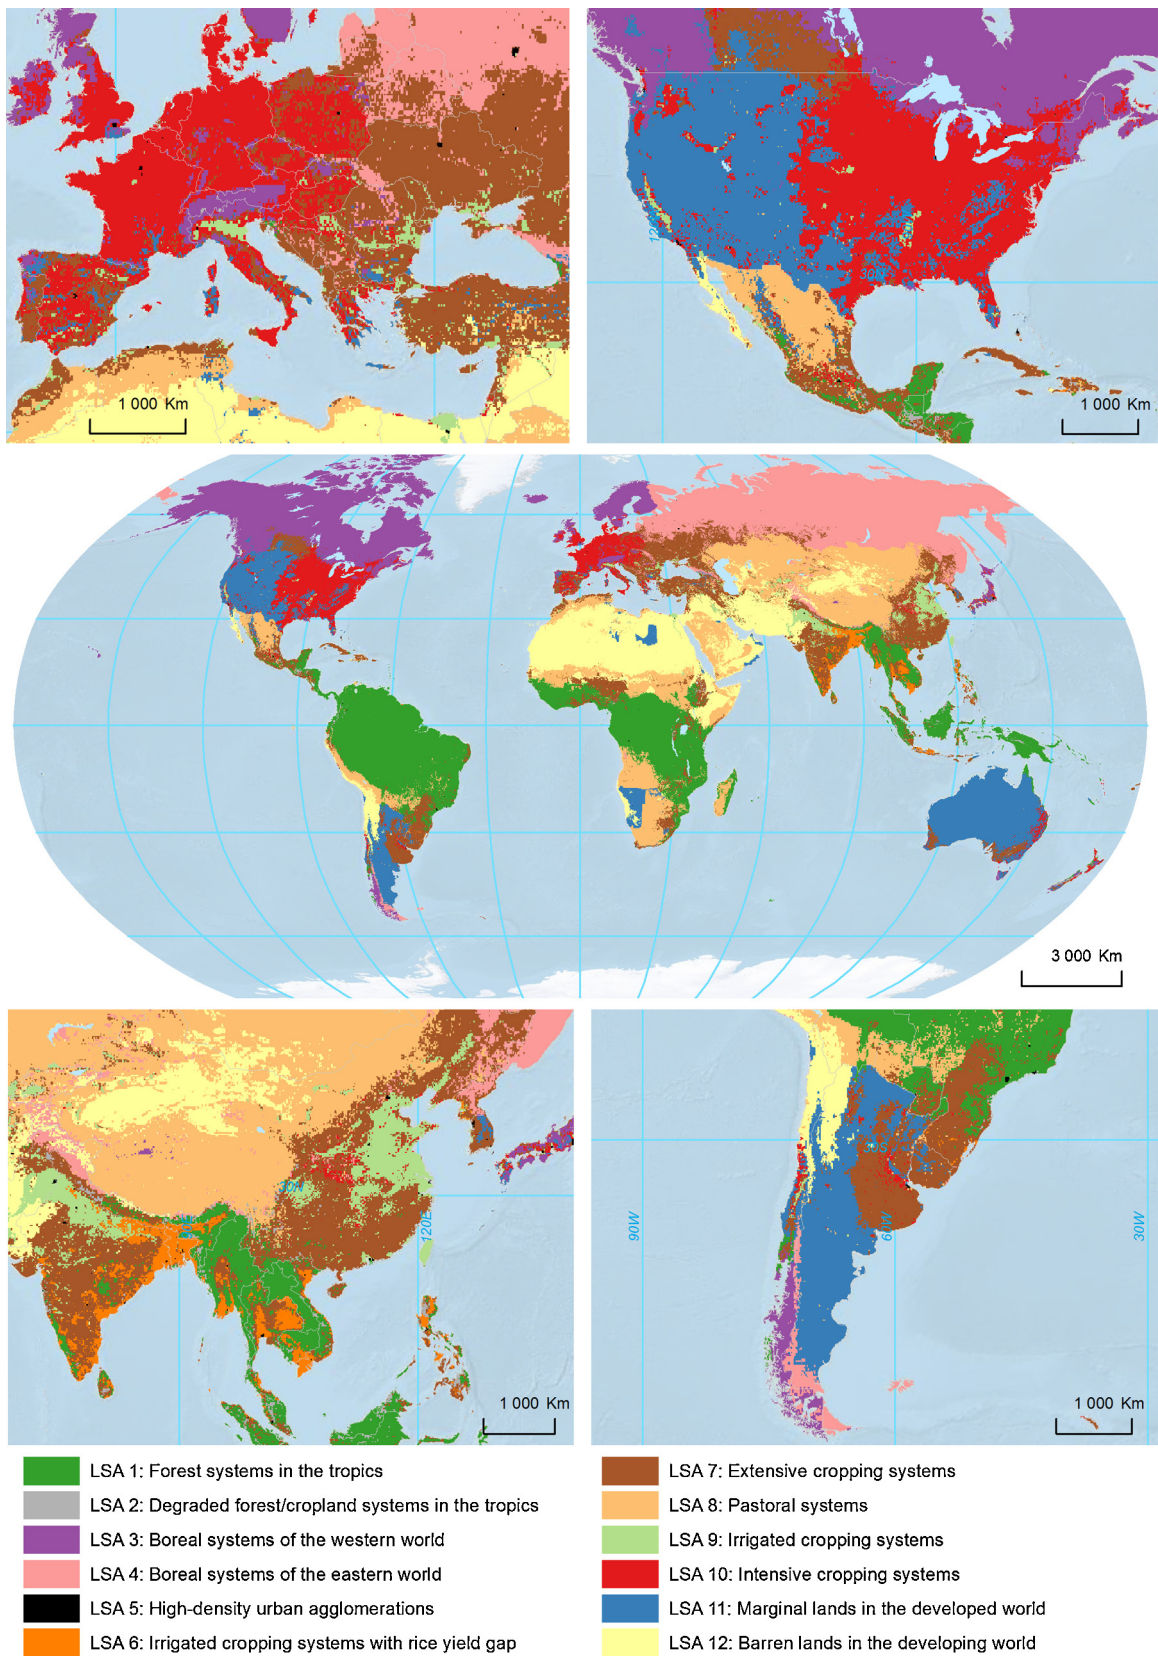 1 000 Km
120
30N
1 000 Km
3 000 Km
30N
120E
1 000 Km
90W
60W
30W
1 000 Km
LSA 1: Forest systems in the tropics
LSA 2: Degraded forest/cropland systems in the tropics
LSA 3: Boreal systems of the western world
LSA 4: Boreal systems of the eastern world
LSA 5: High-density urban agglomerations
LSA 6: Irrigated cropping systems with rice yield gap
LSA 7: Extensive cropping systems
LSA 8: Pastoral systems
LSA 9: Irrigated cropping systems
LSA 10: Intensive cropping systems
LSA 11: Marginal lands in the developed world
LSA 12: Barren lands in the developing world